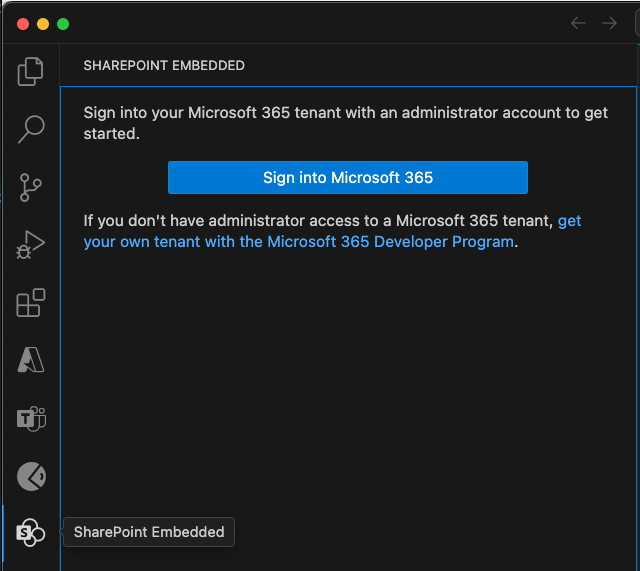 SHAREPOINT EMBEDDED
Sign into your Microsoft 365 tenant with an administrator account to get
started.
Sign into Microsoft 365
If you don't have administrator access to a Microsoft 365 tenant, get
your own tenant with the Microsoft 365 Developer Program.
T
S
SharePoint Embedded